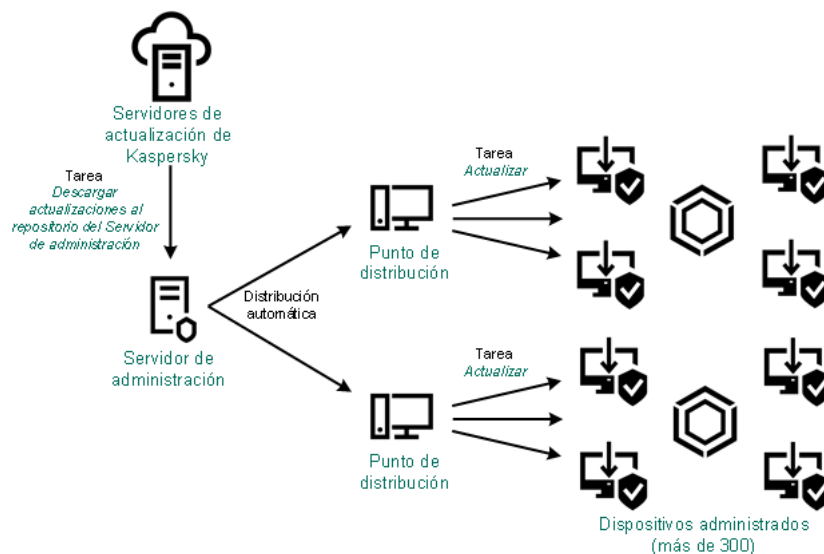 Servidores de
actualización de
Kaspersky
Tarea
Descargar
actualizaciones al
repositorio del Servidor
de administración
Servidor de
administración
Distribución
automática
Punto de
distribución
Tarea
Actualizar
Punto de
distribución
Tarea
Actualizar
Dispositivos administrados
(más de 300)